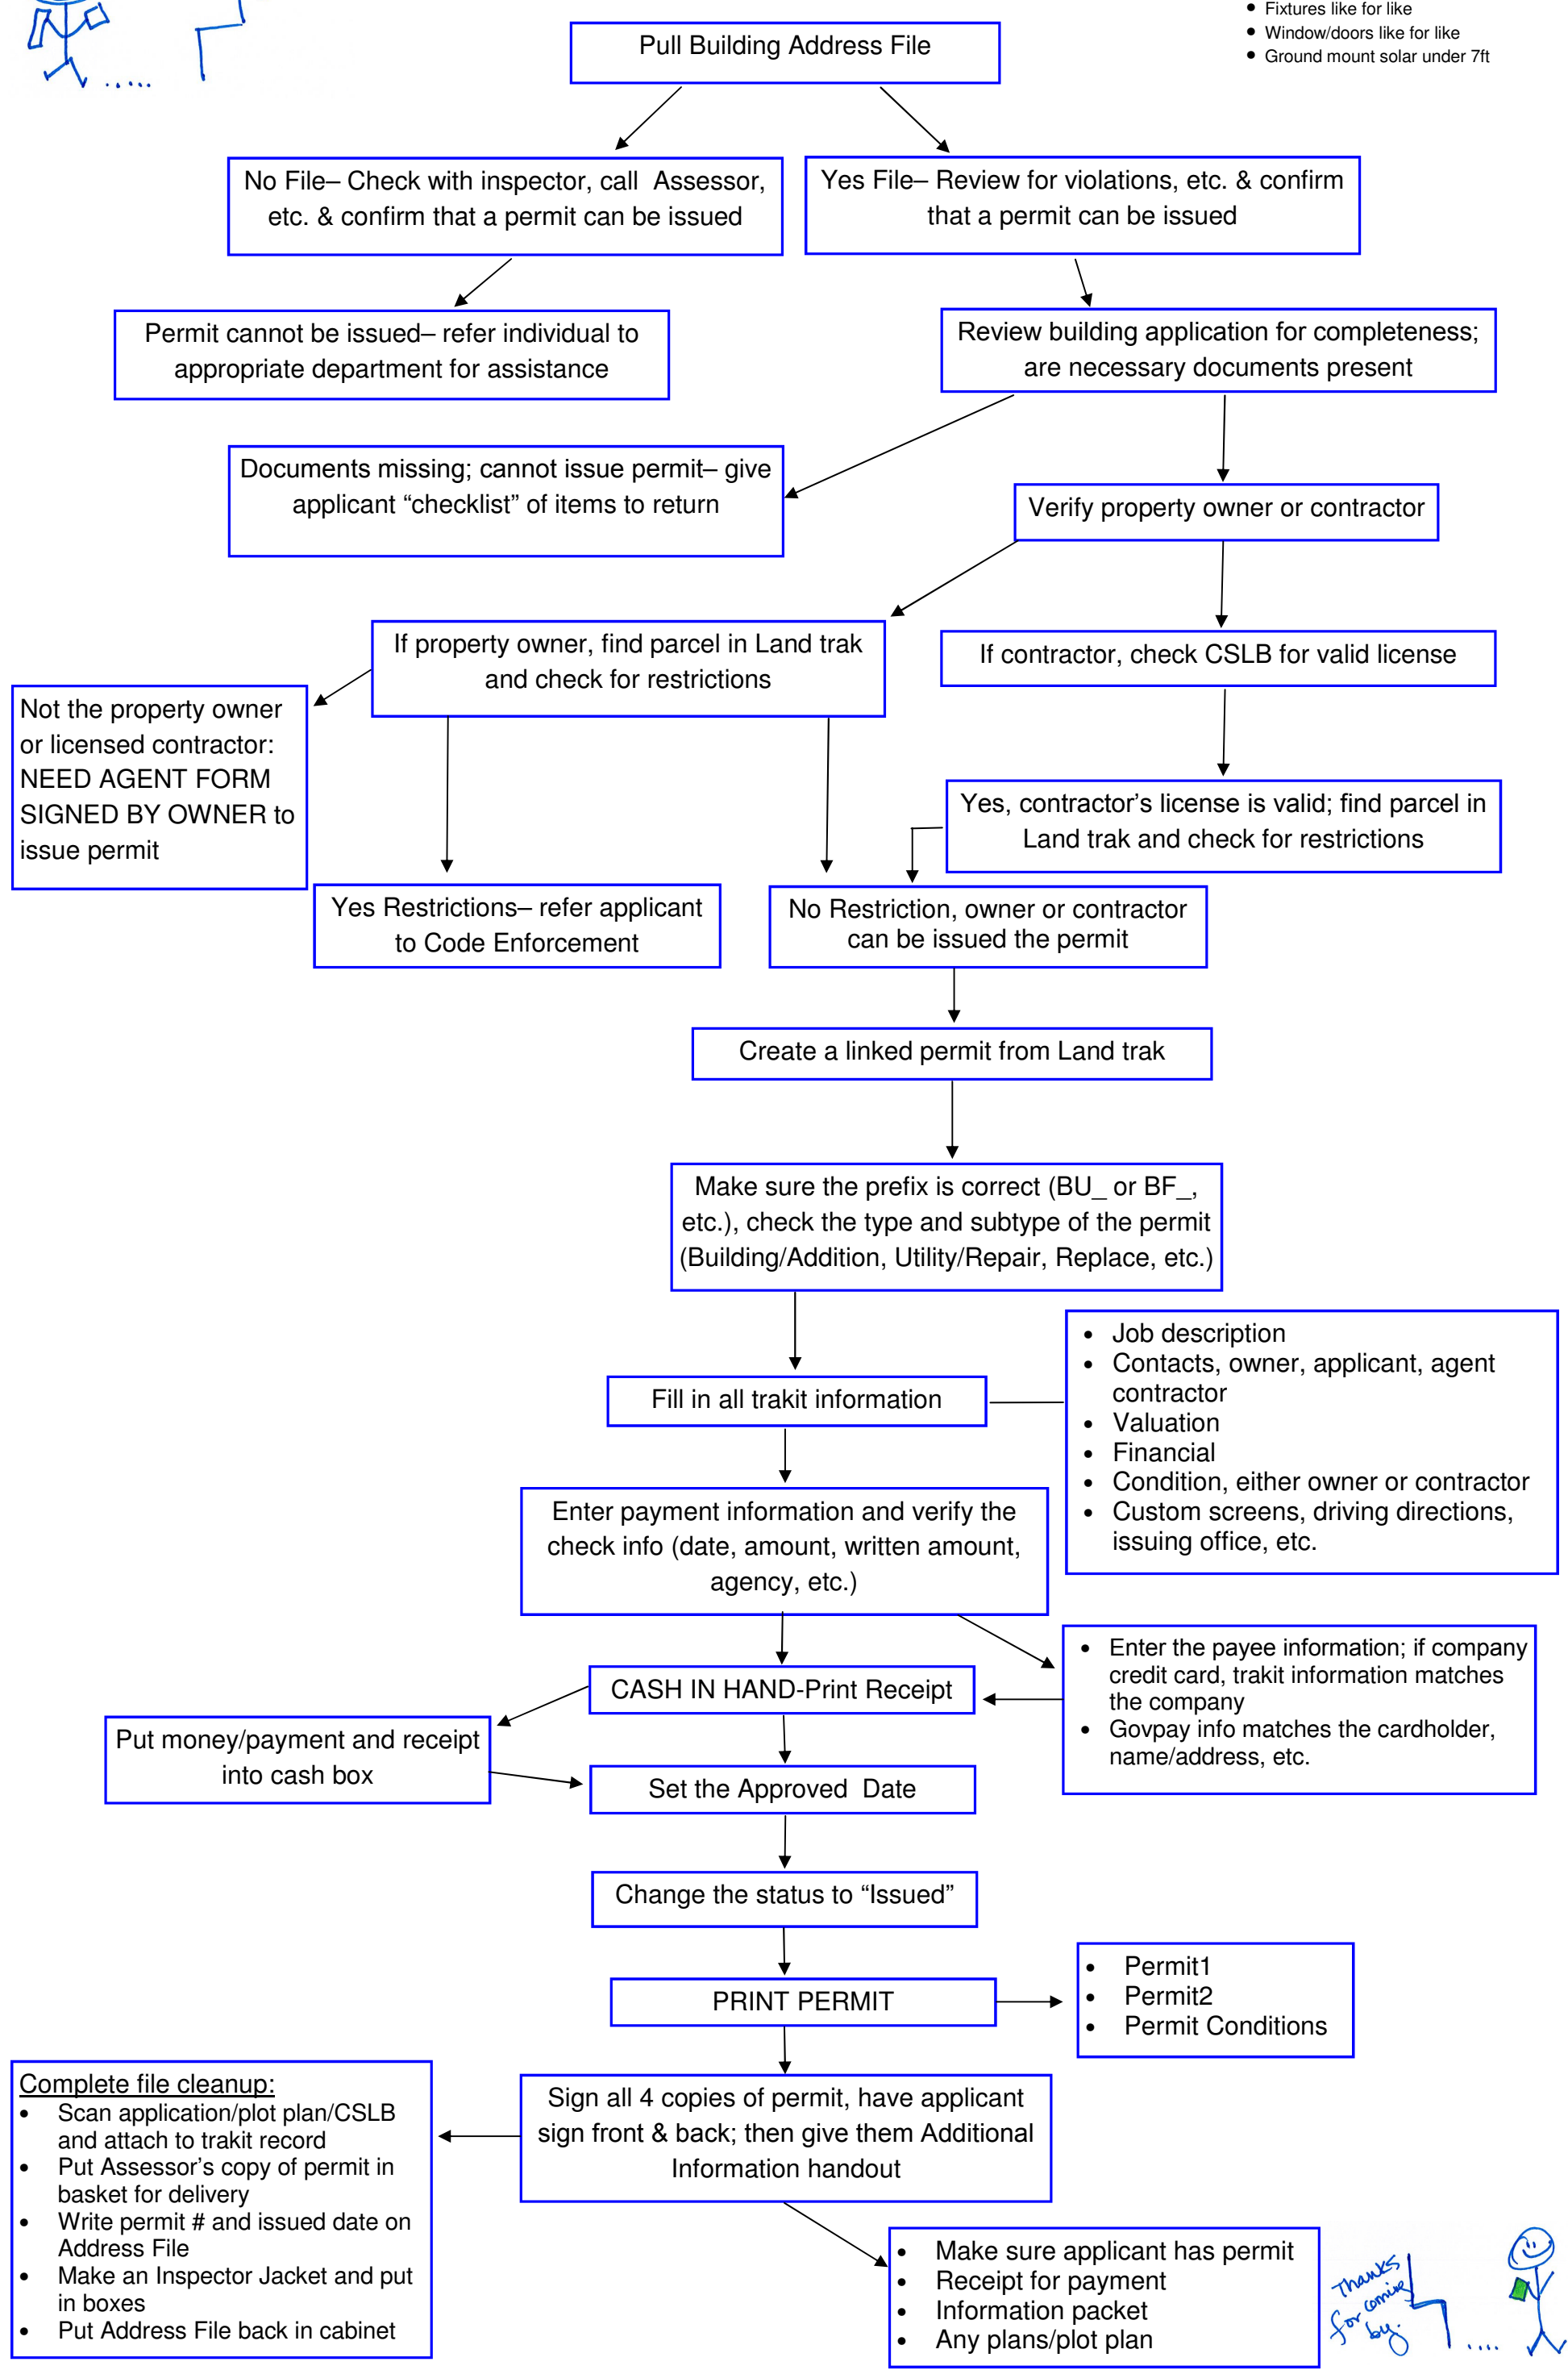 • Fixtures like for like
• Window/doors like for like
• Ground mount solar under 7ft
Pull Building Address File
No File– Check with inspector, call  Assessor,
etc. & confirm that a permit can be issued
Yes File– Review for violations, etc. & confirm
that a permit can be issued
Permit cannot be issued– refer individual to
appropriate department for assistance
Review building application for completeness;
are necessary documents present
Documents missing; cannot issue permit– give
applicant “checklist” of items to return
Verify property owner or contractor
If property owner, find parcel in Land trak
and check for restrictions
If contractor, check CSLB for valid license
Not the property owner
or licensed contractor:
NEED AGENT FORM
SIGNED BY OWNER to
issue permit
Yes, contractor’s license is valid; find parcel in
Land trak and check for restrictions
Yes Restrictions– refer applicant
to Code Enforcement
No Restriction, owner or contractor
can be issued the permit
Create a linked permit from Land trak
Make sure the prefix is correct (BU_ or BF_,
etc.), check the type and subtype of the permit
(Building/Addition, Utility/Repair, Replace, etc.)
Fill in all trakit information
• Job description
• Contacts, owner, applicant, agent
contractor
• Valuation
• Financial
• Condition, either owner or contractor
• Custom screens, driving directions,
issuing office, etc.
Enter payment information and verify the
check info (date, amount, written amount,
agency, etc.)
• Enter the payee information; if company
credit card, trakit information matches
the company
• Govpay info matches the cardholder,
name/address, etc.
CASH IN HAND-Print Receipt
Put money/payment and receipt
into cash box
Set the Approved  Date
Change the status to “Issued”
PRINT PERMIT
• Permit1
• Permit2
• Permit Conditions
Sign all 4 copies of permit, have applicant
sign front & back; then give them Additional
Information handout
Complete file cleanup:
• Scan application/plot plan/CSLB
and attach to trakit record
• Put Assessor’s copy of permit in
basket for delivery
• Write permit # and issued date on
Address File
• Make an Inspector Jacket and put
in boxes
• Put Address File back in cabinet
• Make sure applicant has permit
• Receipt for payment
• Information packet
• Any plans/plot plan
Thanks
for coming
by.